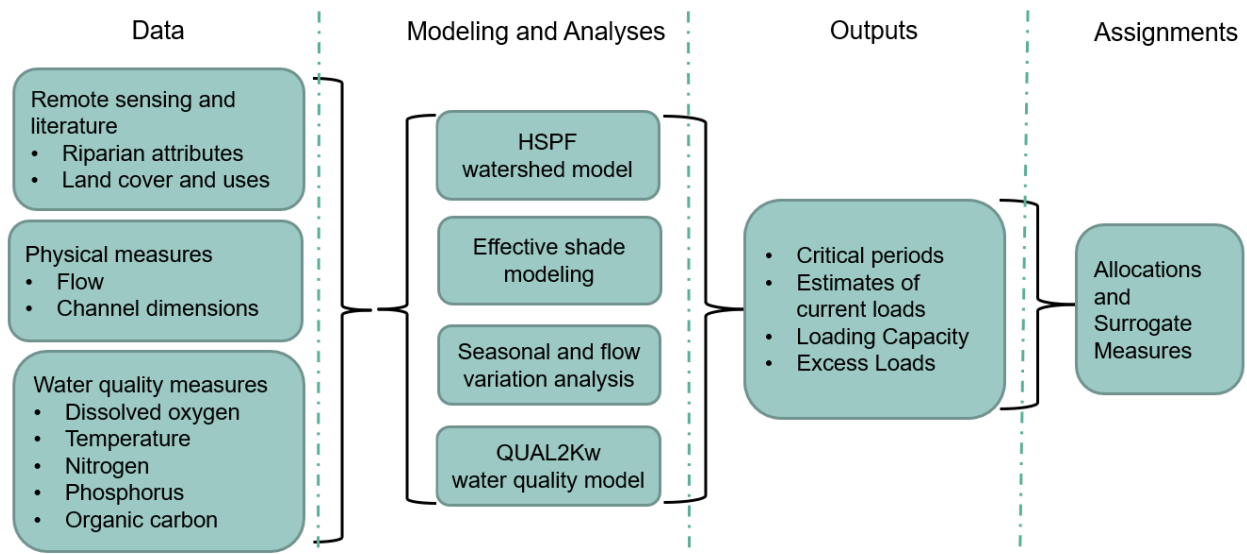 Data
Remote sensing and
literature
• Riparian attributes
• Land cover and uses
Physical measures
• Flow
• Channel dimensions
Water quality measures
• Dissolved oxygen
• Temperature
• Nitrogen
• Phosphorus
• Organic carbon
Modeling and Analyses
HSPF
watershed model
Effective shade
modeling
Seasonal and flow
variation analysis
QUAL2Kw
water quality model
Outputs
• Critical periods
• Estimates of
current loads
• Loading Capacity
• Excess Loads
Assignments
Allocations
and
Surrogate
Measures